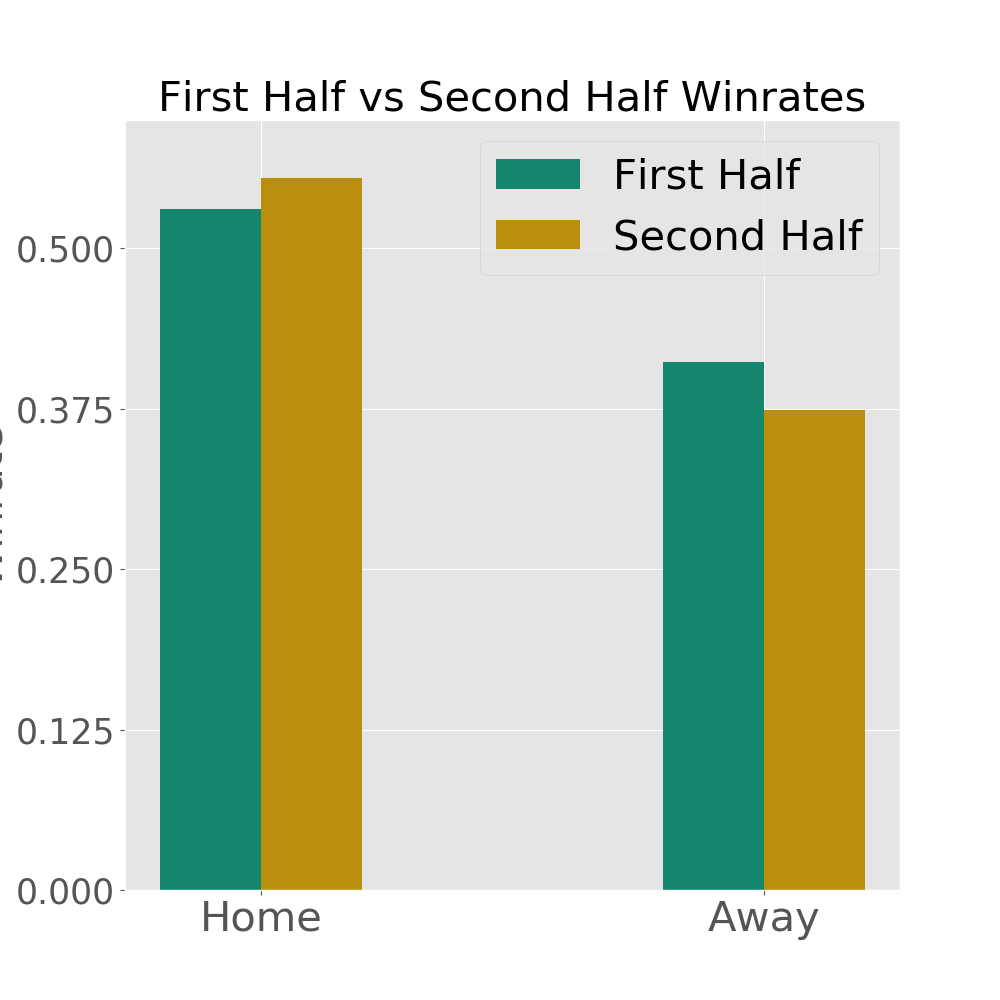 First Half vs Second Half Winrates
First Half
Second Half
0.500
0.375
0.250
0.125
0.000
Home
Away